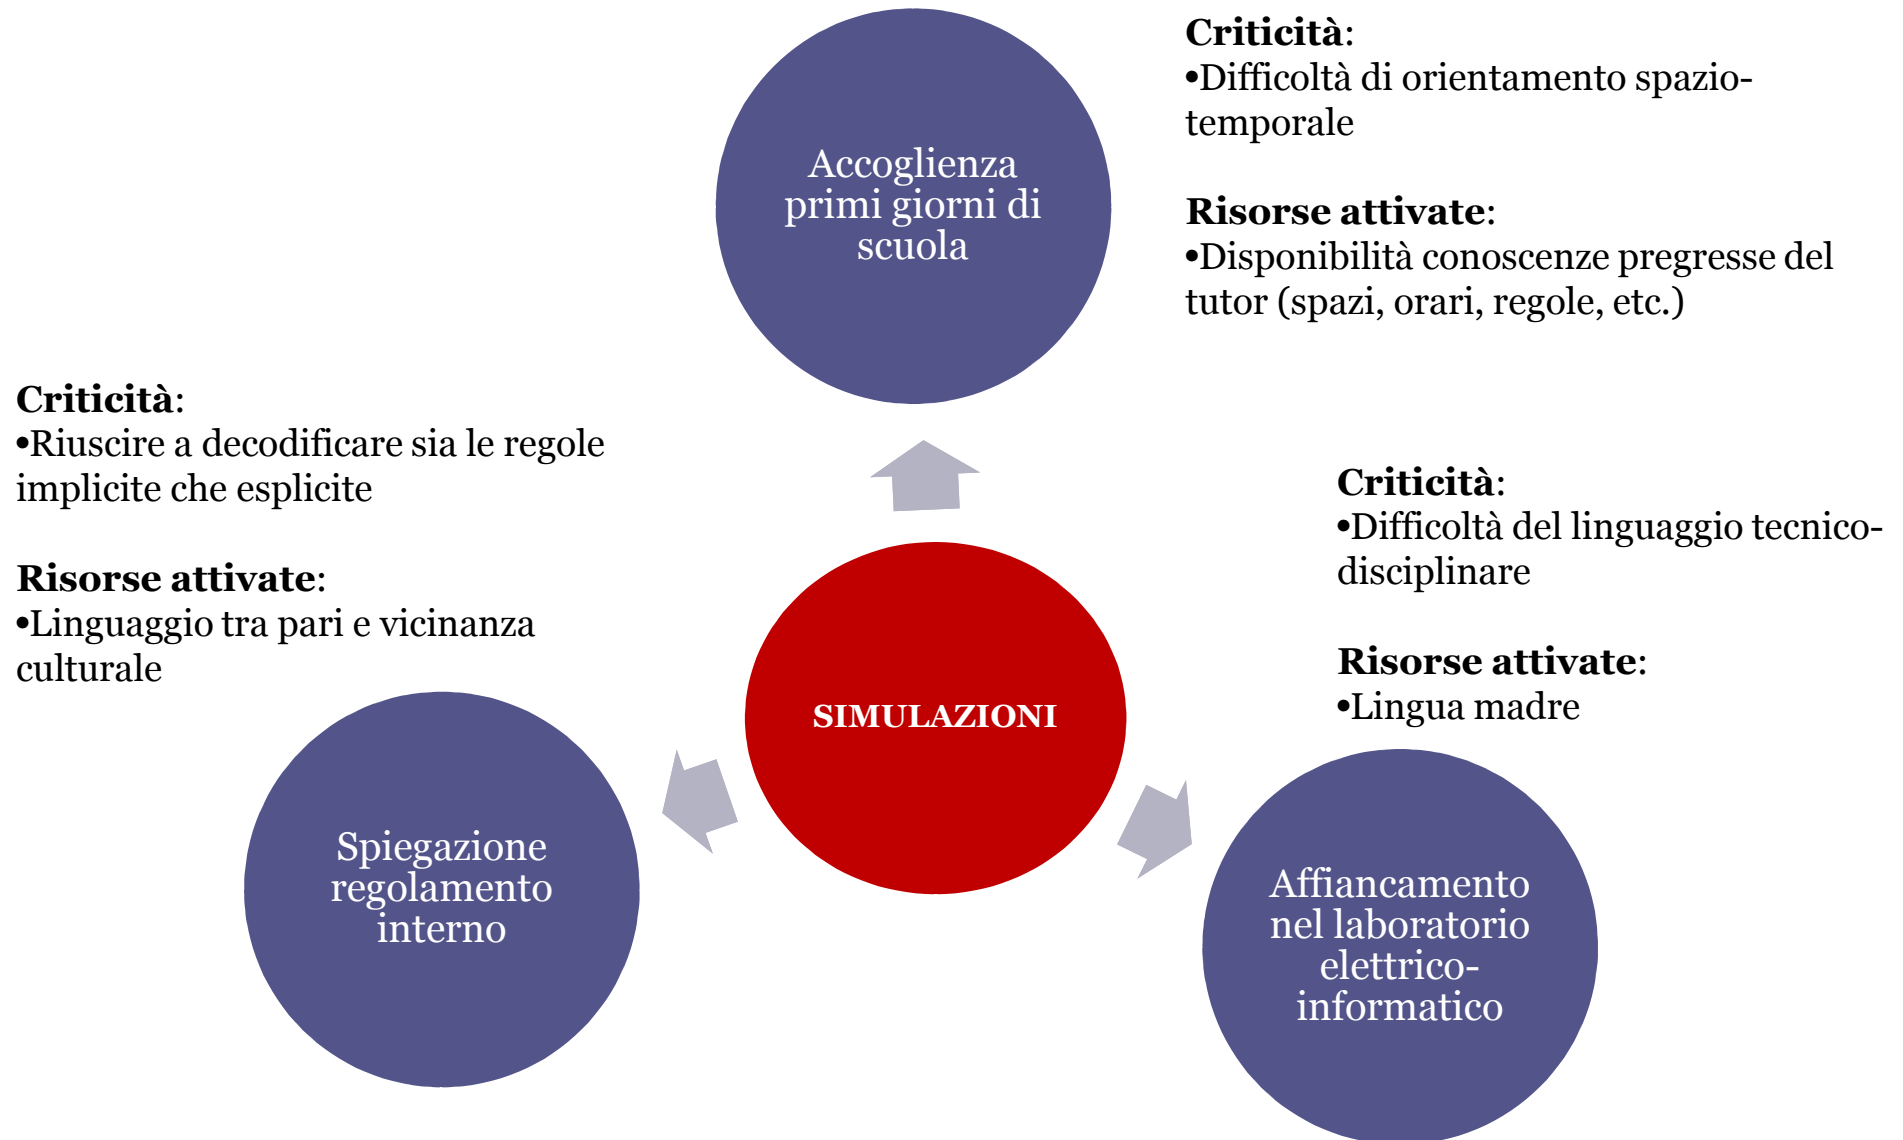 Accoglienza
primi giorni di
scuola
Criticità:
•Difficoltà di orientamento spazio-
temporale
Risorse attivate:
•Disponibilità conoscenze pregresse del
tutor (spazi, orari, regole, etc.)
Criticità:
•Riuscire a decodificare sia le regole
implicite che esplicite
Risorse attivate:
•Linguaggio tra pari e vicinanza
culturale
Spiegazione
regolamento
interno
SIMULAZIONI
Criticità:
•Difficoltà del linguaggio tecnico-
disciplinare
Risorse attivate:
•Lingua madre
Affiancamento
nel laboratorio
elettrico-
informatico